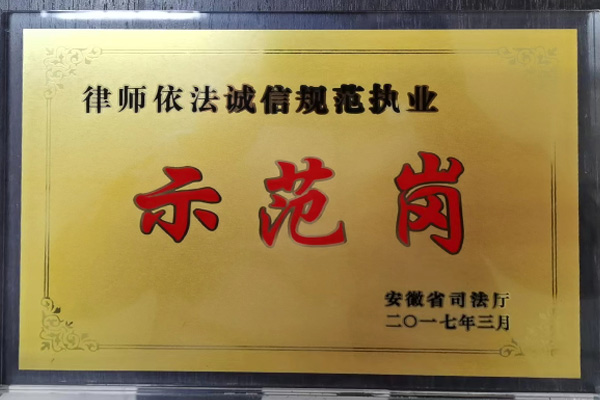 律师依法诚信规范执业
示范岗
安徽省司法厅
二〇一七年三月